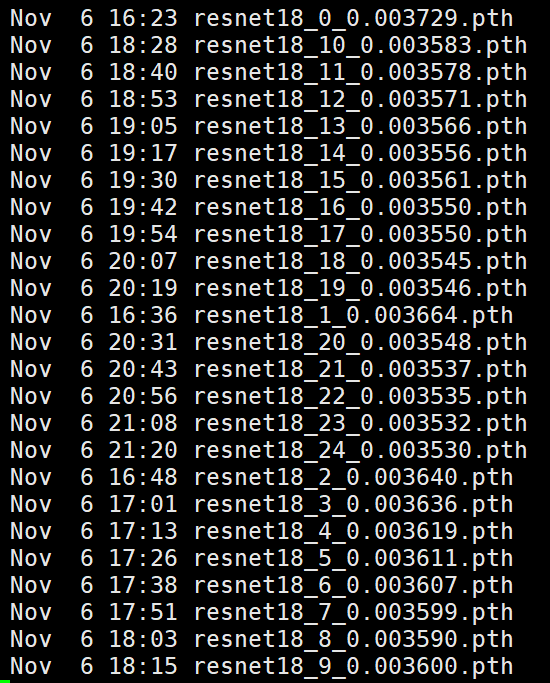 Nov  6 16:23 resnet18_0_0.003729.pth
Nov  6 18:28 resnet18_10_0.003583.pth
Nov  6 18:40 resnet18_11_0.003578.pth
Nov  6 18:53 resnet18_12_0.003571.pth
Nov  6 19:05 resnet18_13_0.003566.pth
Nov  6 19:17 resnet18_14_0.003556.pth
Nov  6 19:30 resnet18_15_0.003561.pth
Nov  6 19:42 resnet18_16_0.003550.pth
Nov  6 19:54 resnet18_17_0.003550.pth
Nov  6 20:07 resnet18_18_0.003545.pth
Nov  6 20:19 resnet18_19_0.003546.pth
Nov  6 16:36 resnet18_1_0.003664.pth
Nov  6 20:31 resnet18_20_0.003548.pth
Nov  6 20:43 resnet18_21_0.003537.pth
Nov  6 20:56 resnet18_22_0.003535.pth
Nov  6 21:08 resnet18_23_0.003532.pth
Nov  6 21:20 resnet18_24_0.003530.pth
Nov  6 16:48 resnet18_2_0.003640.pth
Nov  6 17:01 resnet18_3_0.003636.pth
Nov  6 17:13 resnet18_4_0.003619.pth
Nov  6 17:26 resnet18_5_0.003611.pth
Nov  6 17:38 resnet18_6_0.003607.pth
Nov  6 17:51 resnet18_7_0.003599.pth
Nov  6 18:03 resnet18_8_0.003590.pth
Nov  6 18:15 resnet18_9_0.003600.pth